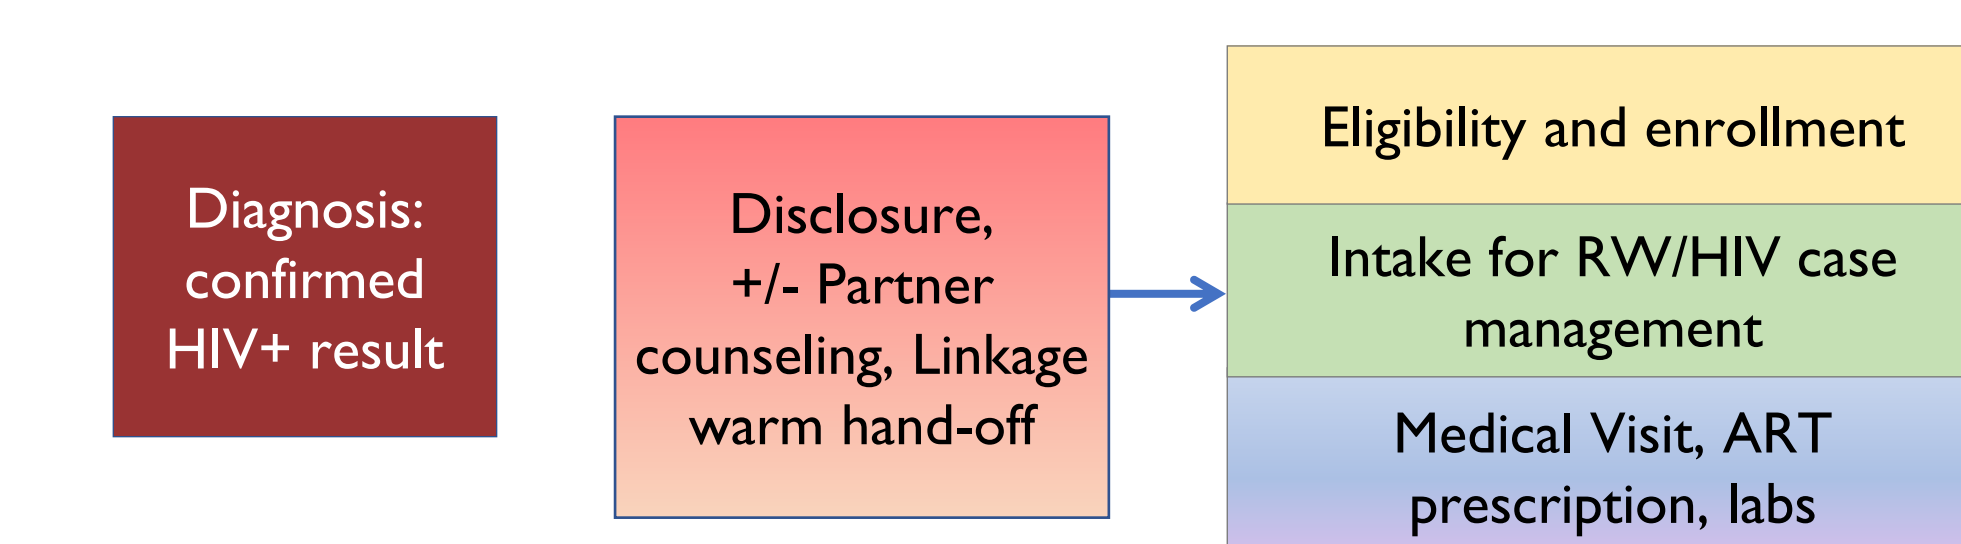 Diagnosis:
confirmed
HIV+ result
Disclosure,
+/- Partner
counseling, Linkage
warm hand-off
Eligibility and enrollment
Intake for RW/HIV case
management
Medical Visit, ART
prescription, labs